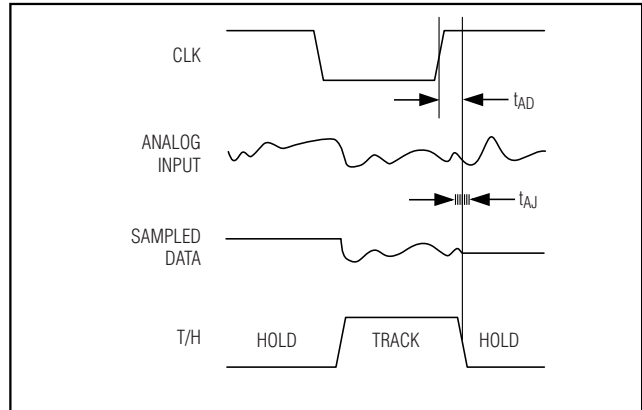 CLK
tAD
ANALOG
INPUT
tAJ
SAMPLED
DATA
T/H
HOLD
TRACK
HOLD